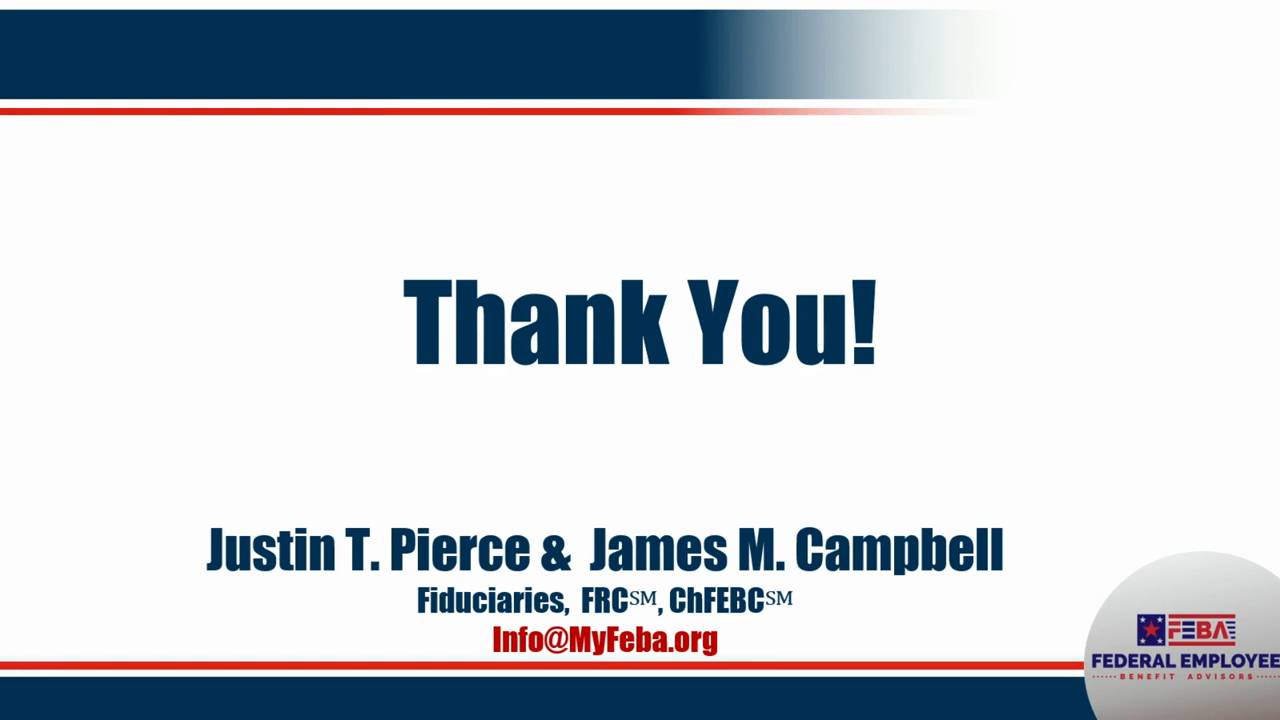 Thank You!
Justin T. Pierce & James M. Campbell
Fiduciaries, FRC℠, ChFEBC℠
Info@MyFeba.org
FEBA
FEDERAL EMPLOYEE
BENEFIT ADVISORS